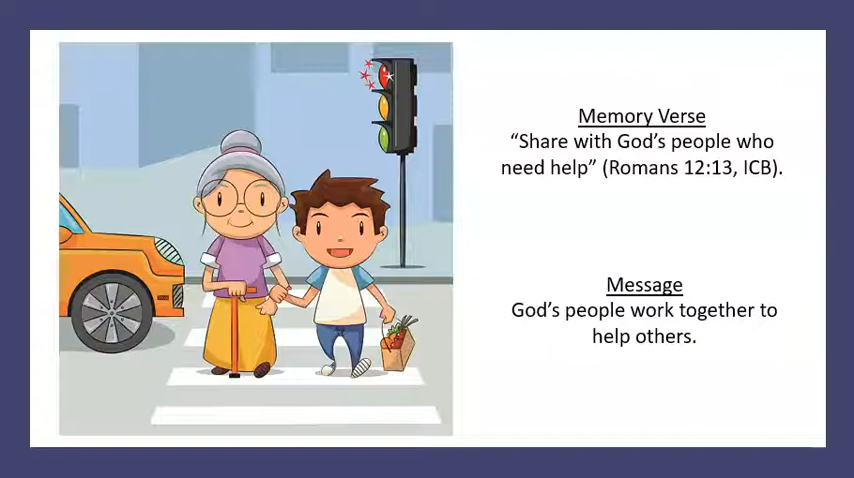 Memory Verse
“Share with God’s people who
need help” (Romans 12:13, ICB).
Message
God’s people work together to
help others.